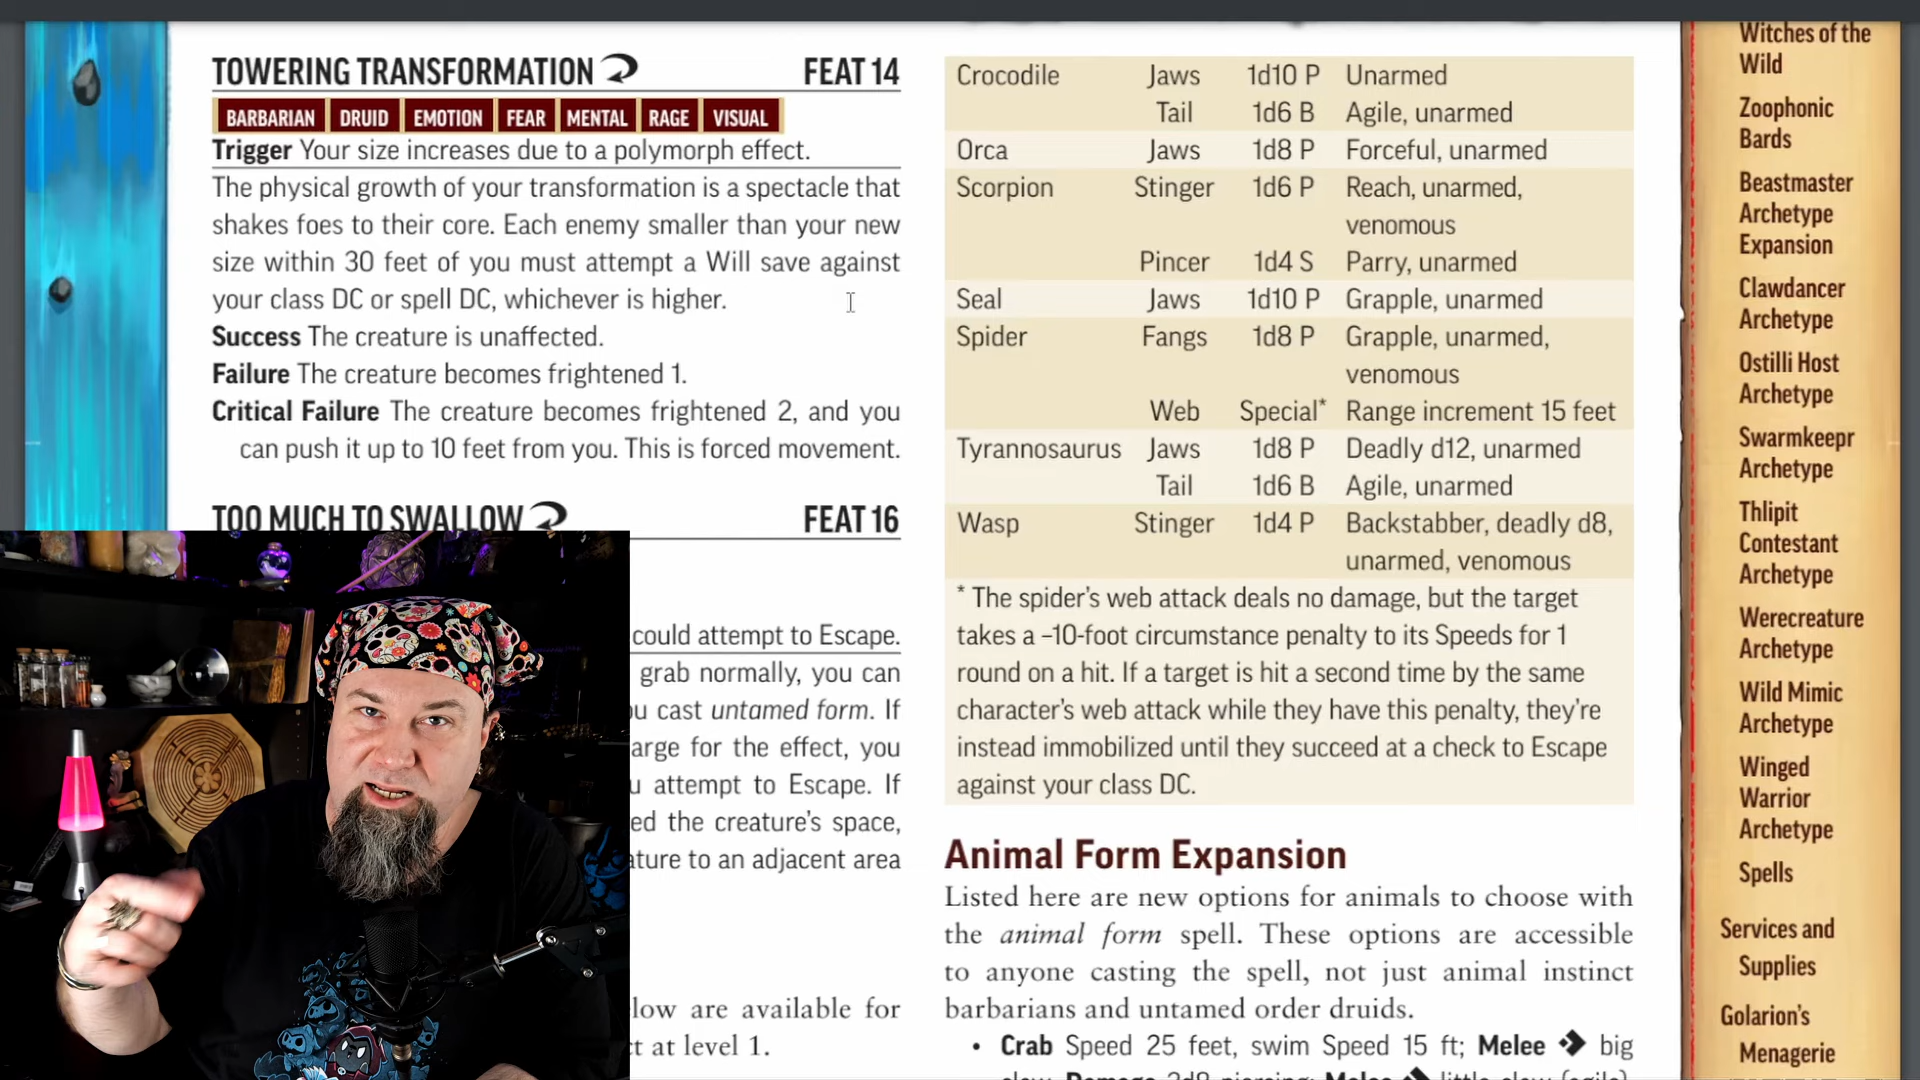 TOWERING TRANSFORMATION FEAT 14
BARBARIAN DRUID EMOTION FEAR MENTAL RAGE VISUAL
Trigger Your size increases due to a polymorph effect.
The physical growth of your transformation is a spectacle that
shakes foes to their core. Each enemy smaller than your new
size within 30 feet of you must attempt a Will save against
your class DC or spell DC, whichever is higher.
Success The creature is unaffected.
Failure The creature becomes frightened 1.
Critical Failure The creature becomes frightened 2, and you
can push it up to 10 feet from you. This is forced movement.
TOO MUCH TO SWALLOW FEAT 16
could attempt to Escape.
grab normally, you can
cast untamed form. If
for the effect, you
attempt to Escape. If
the creature's space,
to an adjacent area
are available for
at level 1.
Crocodile Jaws 1d10 P Unarmed
Tail 1d6 B Agile, unarmed
Orca Jaws 1d8 P Forceful, unarmed
Scorpion Stinger 1d6 P Reach, unarmed,
venomous
Pincer 1d4 S Parry, unarmed
Seal Jaws 1d10 P Grapple, unarmed
Spider Fangs 1d8 P Grapple, unarmed,
venomous
Web Special* Range increment 15 feet
Tyrannosaurus Jaws 1d8 P Deadly d12, unarmed
Tail 1d6 B Agile, unarmed
Wasp Stinger 1d4 P Backstabber, deadly d8,
unarmed, venomous
* The spider's web attack deals no damage, but the target
takes a –10-foot circumstance penalty to its Speeds for 1
round on a hit. If a target is hit a second time by the same
character's web attack while they have this penalty, they're
instead immobilized until they succeed at a check to Escape
against your class DC.
Animal Form Expansion
Listed here are new options for animals to choose with
the animal form spell. These options are accessible
to anyone casting the spell, not just animal instinct
barbarians and untamed order druids.
• Crab Speed 25 feet, swim Speed 15 ft; Melee big
Witches of the
Wild
Zoophonic
Bards
Beastmaster
Archetype
Expansion
Clawdancer
Archetype
Ostilli Host
Archetype
Swarmkeepr
Archetype
Thlipit
Contestant
Archetype
Werecreature
Archetype
Wild Mimic
Archetype
Winged
Warrior
Archetype
Spells
Services and
Supplies
Golarion's
Menagerie